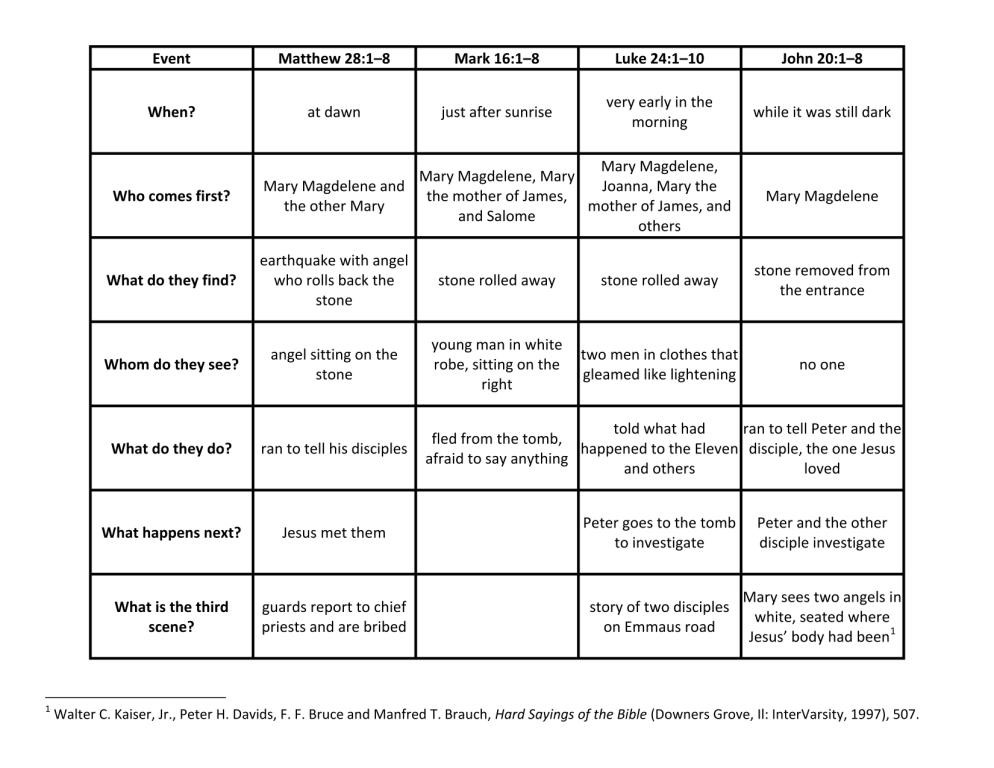 Event Matthew 28:1–8 Mark 16:1–8 Luke 24:1–10 John 20:1–8
When?
at dawn
just after sunrise
very early in the
morning
while it was still dark
Who comes first?
Mary Magdelene and
the other Mary
Mary Magdelene, Mary
the mother of James,
and Salome
Mary Magdelene,
Joanna, Mary the
mother of James, and
others
Mary Magdelene
What do they find?
earthquake with angel
who rolls back the
stone
stone rolled away
stone rolled away
stone removed from
the entrance
Whom do they see?
angel sitting on the
stone
young man in white
robe, sitting on the
right
two men in clothes that
gleamed like lightening
no one
What do they do?
ran to tell his disciples
fled from the tomb,
afraid to say anything
told what had
happened to the Eleven
and others
ran to tell Peter and the
disciple, the one Jesus
loved
What happens next?
Jesus met them
Peter goes to the tomb
to investigate
Peter and the other
disciple investigate
What is the third
scene?
guards report to chief
priests and are bribed
story of two disciples
on Emmaus road
Mary sees two angels in
white, seated where
Jesus’ body had been¹
¹ Walter C. Kaiser, Jr., Peter H. Davids, F. F. Bruce and Manfred T. Brauch, Hard Sayings of the Bible (Downers Grove, Il: InterVarsity, 1997), 507.